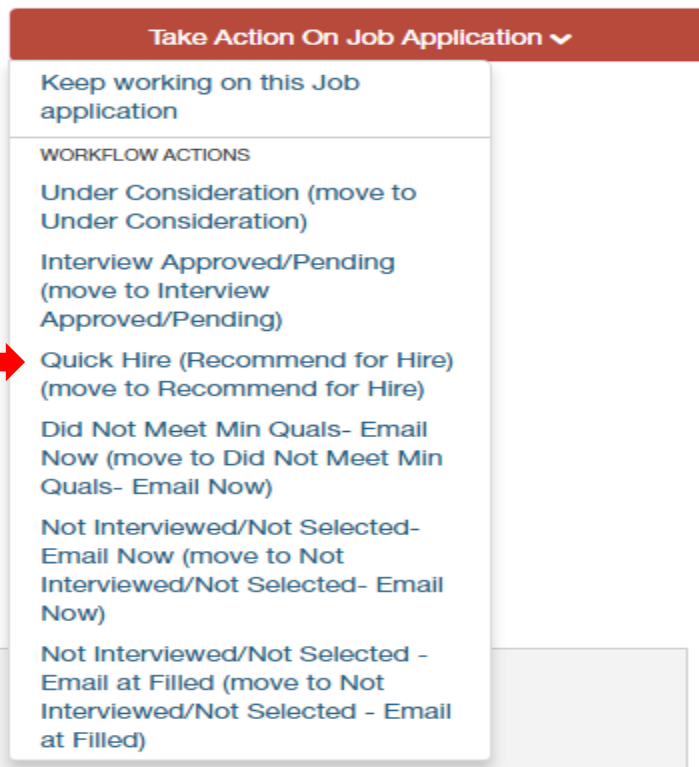 Take Action On Job Application
Keep working on this Job
application
WORKFLOW ACTIONS
Under Consideration (move to
Under Consideration)
Interview Approved/Pending
(move to Interview
Approved/Pending)
Quick Hire (Recommend for Hire)
(move to Recommend for Hire)
Did Not Meet Min Quals- Email
Now (move to Did Not Meet Min
Quals- Email Now)
Not Interviewed/Not Selected-
Email Now (move to Not
Interviewed/Not Selected- Email
Now)
Not Interviewed/Not Selected -
Email at Filled (move to Not
Interviewed/Not Selected - Email
at Filled)